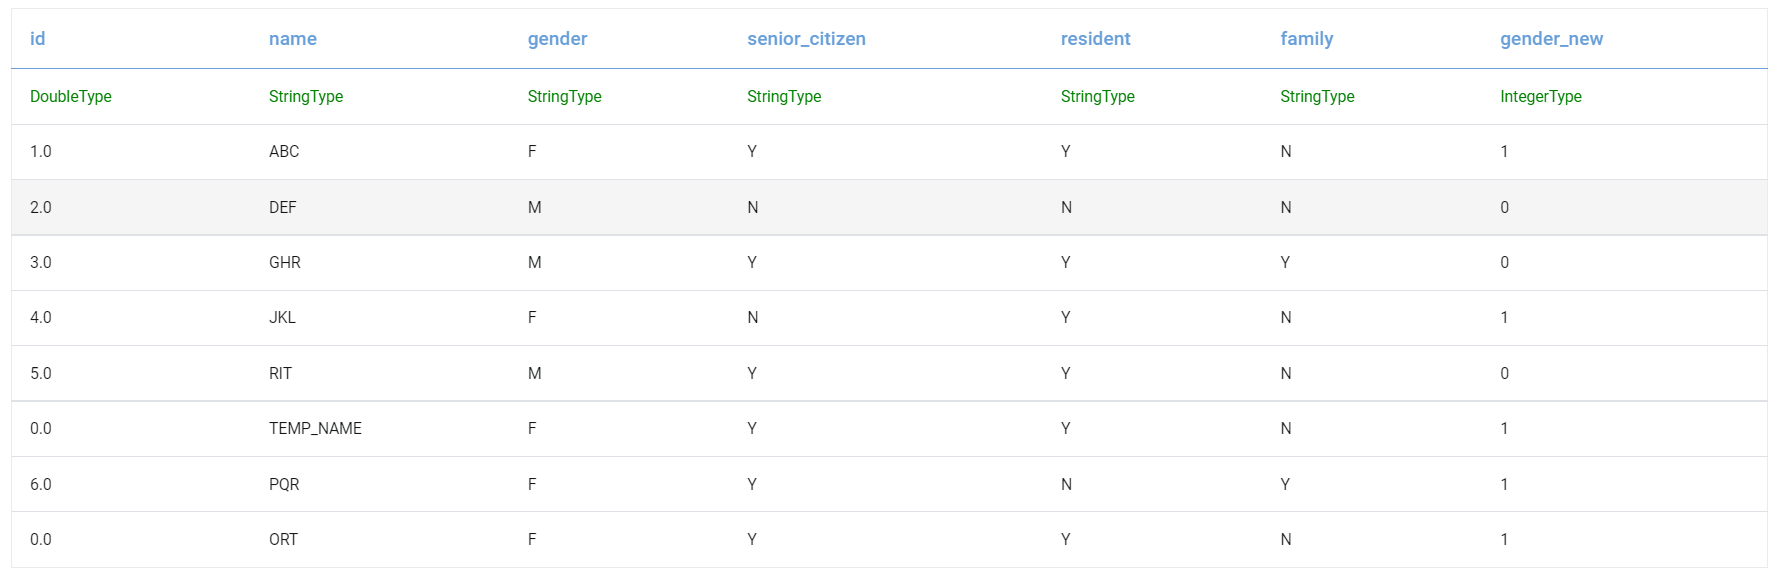 id name gender senior_citizen resident family gender_new
DoubleType StringType StringType StringType StringType StringType IntegerType
1.0 ABC F Y Y N 1
2.0 DEF M N N N 0
3.0 GHR M Y Y Y 0
4.0 JKL F N Y N 1
5.0 RIT M Y Y N 0
0.0 TEMP_NAME F Y Y N 1
6.0 PQR F Y N Y 1
0.0 ORT F Y Y N 1